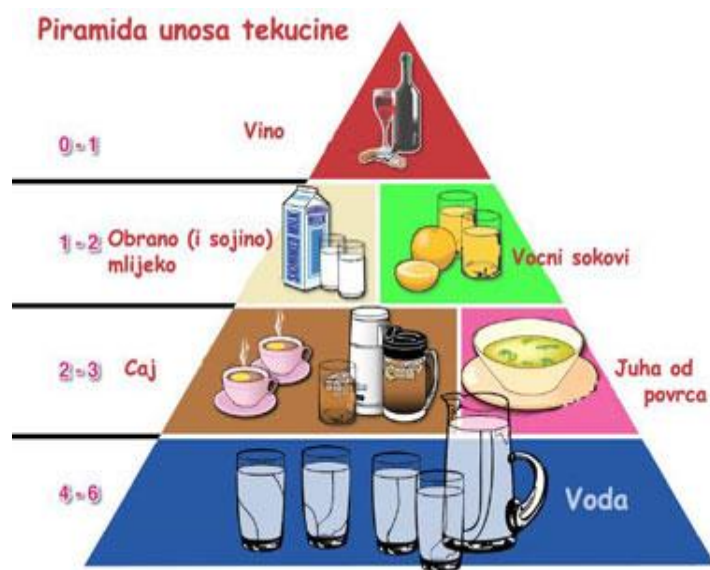 Piramida unosa tekucine
0-1
Vino
1-2
Obrano (i sojino)
mlijeko
Vocni sokovi
2-3
Caj
Juha od
povrca
4-6
Voda